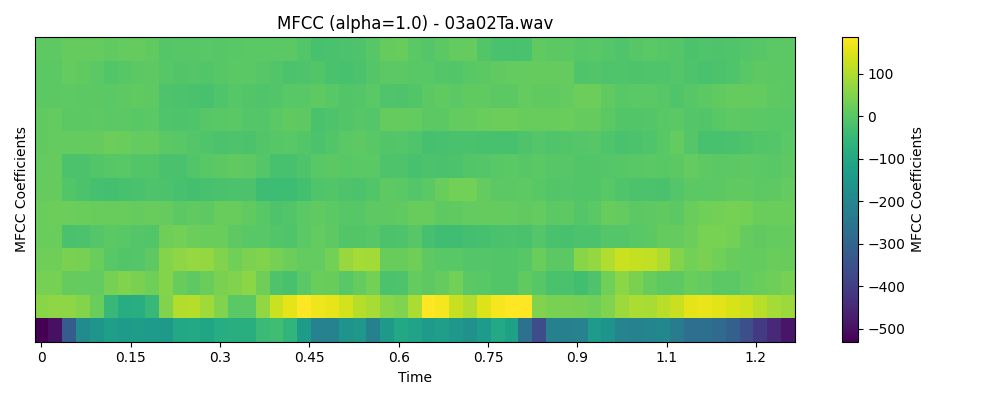 MFCC (alpha=1.0) - 03a02Ta.wav
MFCC Coefficients
0 0.15 0.3 0.45 0.6 0.75 0.9 1.1 1.2
Time
100
0
−100
−200
−300
−400
−500
MFCC Coefficients